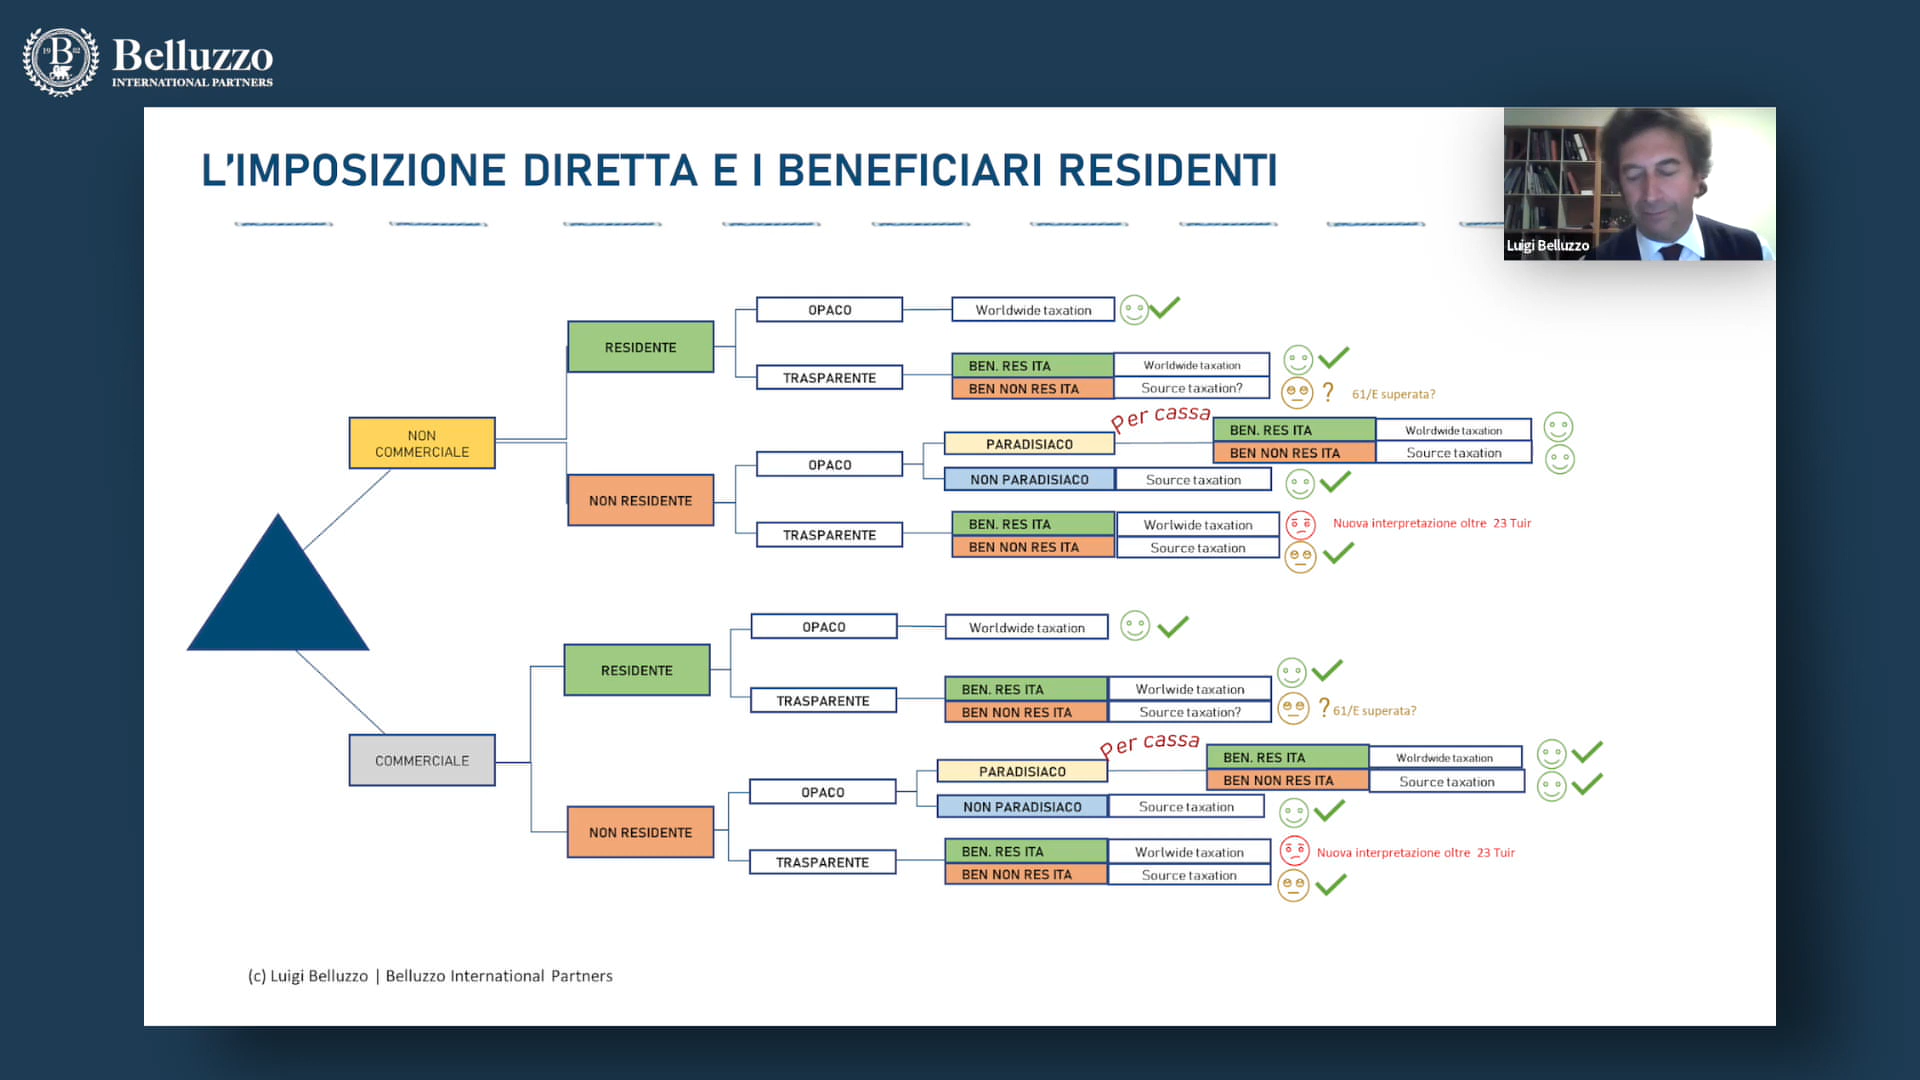 19 B 02
Belluzzo
INTERNATIONAL PARTNERS
L'IMPOSIZIONE DIRETTA E I BENEFICIARI RESIDENTI
Luigi Belluzzo
NON
COMMERCIALE
RESIDENTE
OPACO
Worldwide taxation
TRASPARENTE
BEN. RES ITA
Worldwide taxation
BEN NON RES ITA
Source taxation?
?
61/E superata?
NON RESIDENTE
OPACO
PARADISIACO
Per cassa
BEN. RES ITA
Wolrdwide taxation
BEN NON RES ITA
Source taxation
NON PARADISIACO
Source taxation
TRASPARENTE
BEN. RES ITA
Worlwide taxation
Nuova interpretazione oltre 23 Tuir
BEN NON RES ITA
Source taxation
COMMERCIALE
RESIDENTE
OPACO
Worldwide taxation
TRASPARENTE
BEN. RES ITA
Worlwide taxation
BEN NON RES ITA
Source taxation?
? 61/E superata?
NON RESIDENTE
OPACO
PARADISIACO
Per cassa
BEN. RES ITA
Wolrdwide taxation
BEN NON RES ITA
Source taxation
NON PARADISIACO
Source taxation
TRASPARENTE
BEN. RES ITA
Worlwide taxation
Nuova interpretazione oltre 23 Tuir
BEN NON RES ITA
Source taxation
(c) Luigi Belluzzo | Belluzzo International Partners